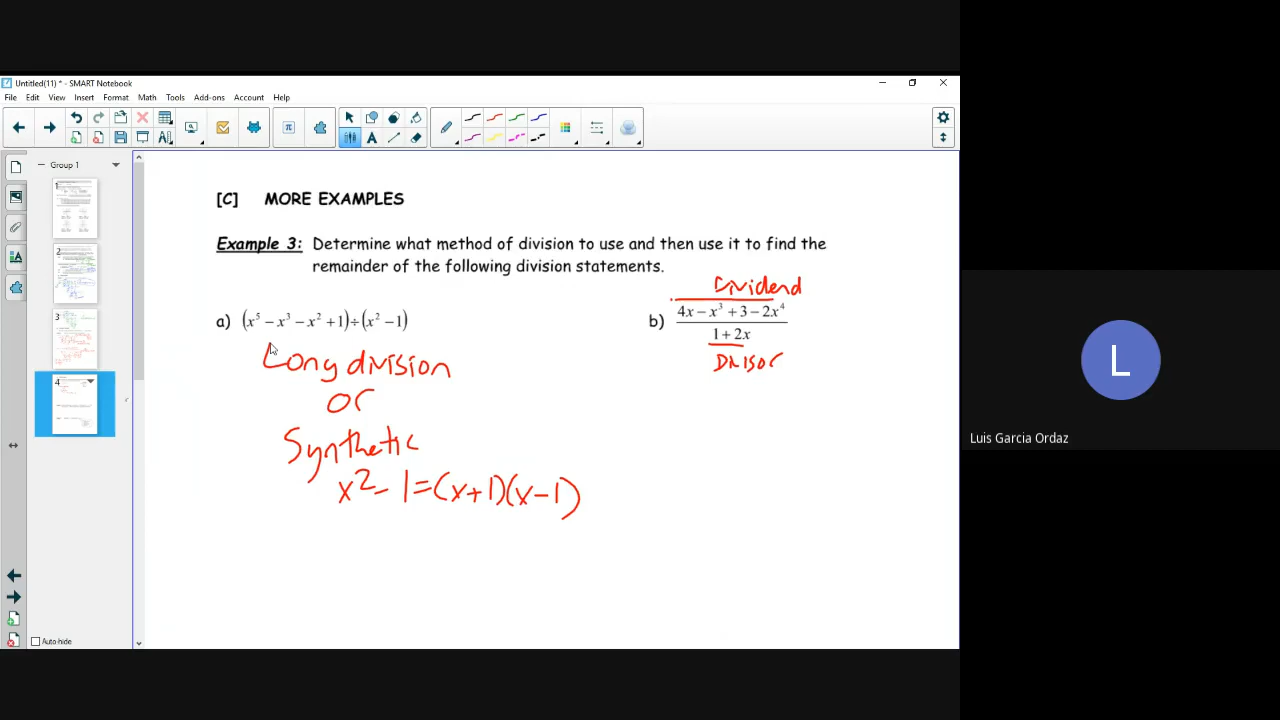 Untitled(11) * - SMART Notebook
File Edit View Insert Format Math Tools Add-ons Account Help
Group 1
[C] MORE EXAMPLES
Example 3: Determine what method of division to use and then use it to find the
remainder of the following division statements.
Dividend
a) (x⁵ − x³ − x² + 1) ÷ (x² − 1)
b) 4x − x³ + 3 − 2x⁴
1 + 2x
Divisor
Long division
or
Synthetic
x² − 1 = (x + 1)(x − 1)
L
Luis Garcia Ordaz
2
3
4
Auto-hide